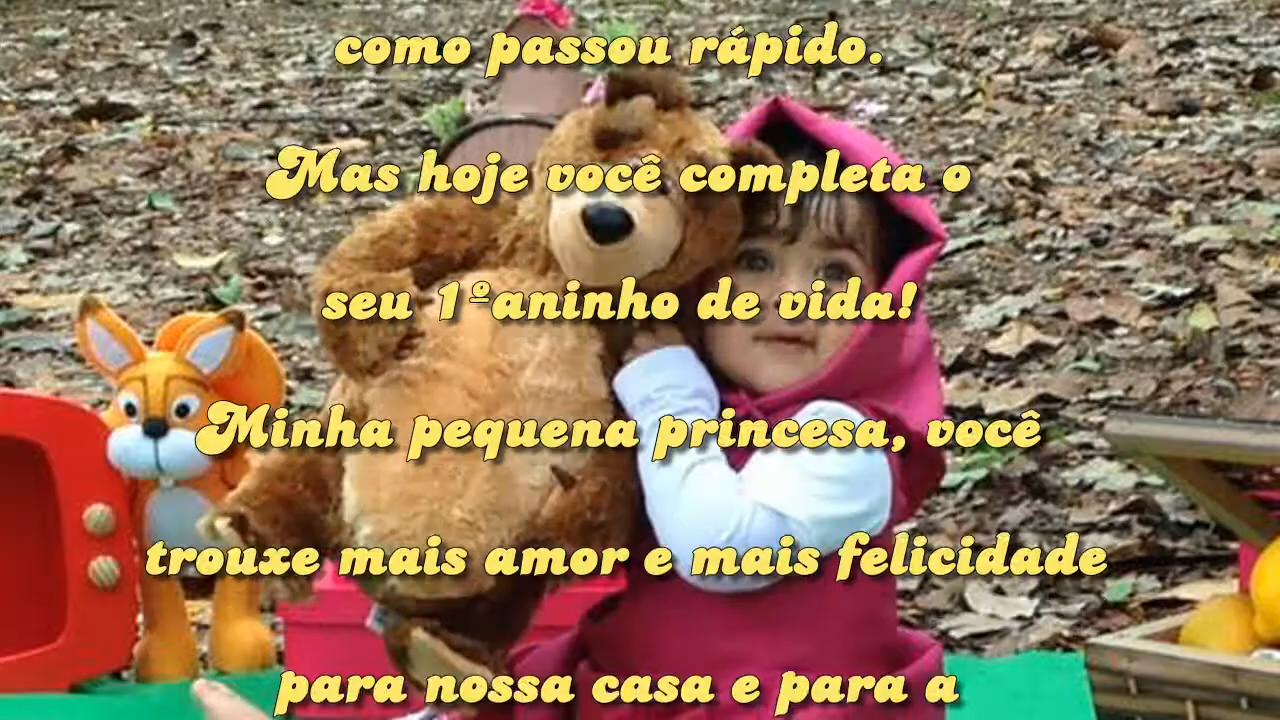 como passou rápido.
Mas hoje você completa o
seu 1ºaninho de vida!
Minha pequena princesa, você
trouxe mais amor e mais felicidade
para nossa casa e para a